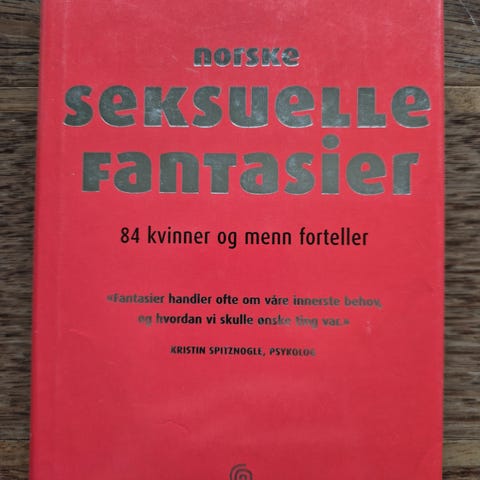 norske
seksuelle
fantasier
84 kvinner og menn forteller
«Fantasier handler ofte om våre innerste behov,
og hvordan vi skulle ønske ting var.»
KRISTIN SPITZNOGLE, PSYKOLOG